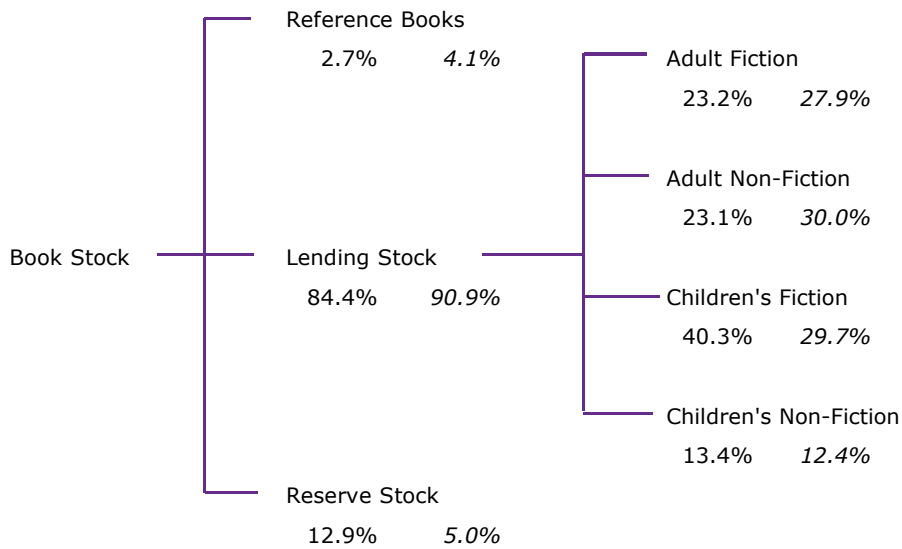 Reference Books
2.7% 4.1%
Adult Fiction
23.2% 27.9%
Adult Non-Fiction
23.1% 30.0%
Book Stock
Lending Stock
84.4% 90.9%
Children's Fiction
40.3% 29.7%
Children's Non-Fiction
13.4% 12.4%
Reserve Stock
12.9% 5.0%